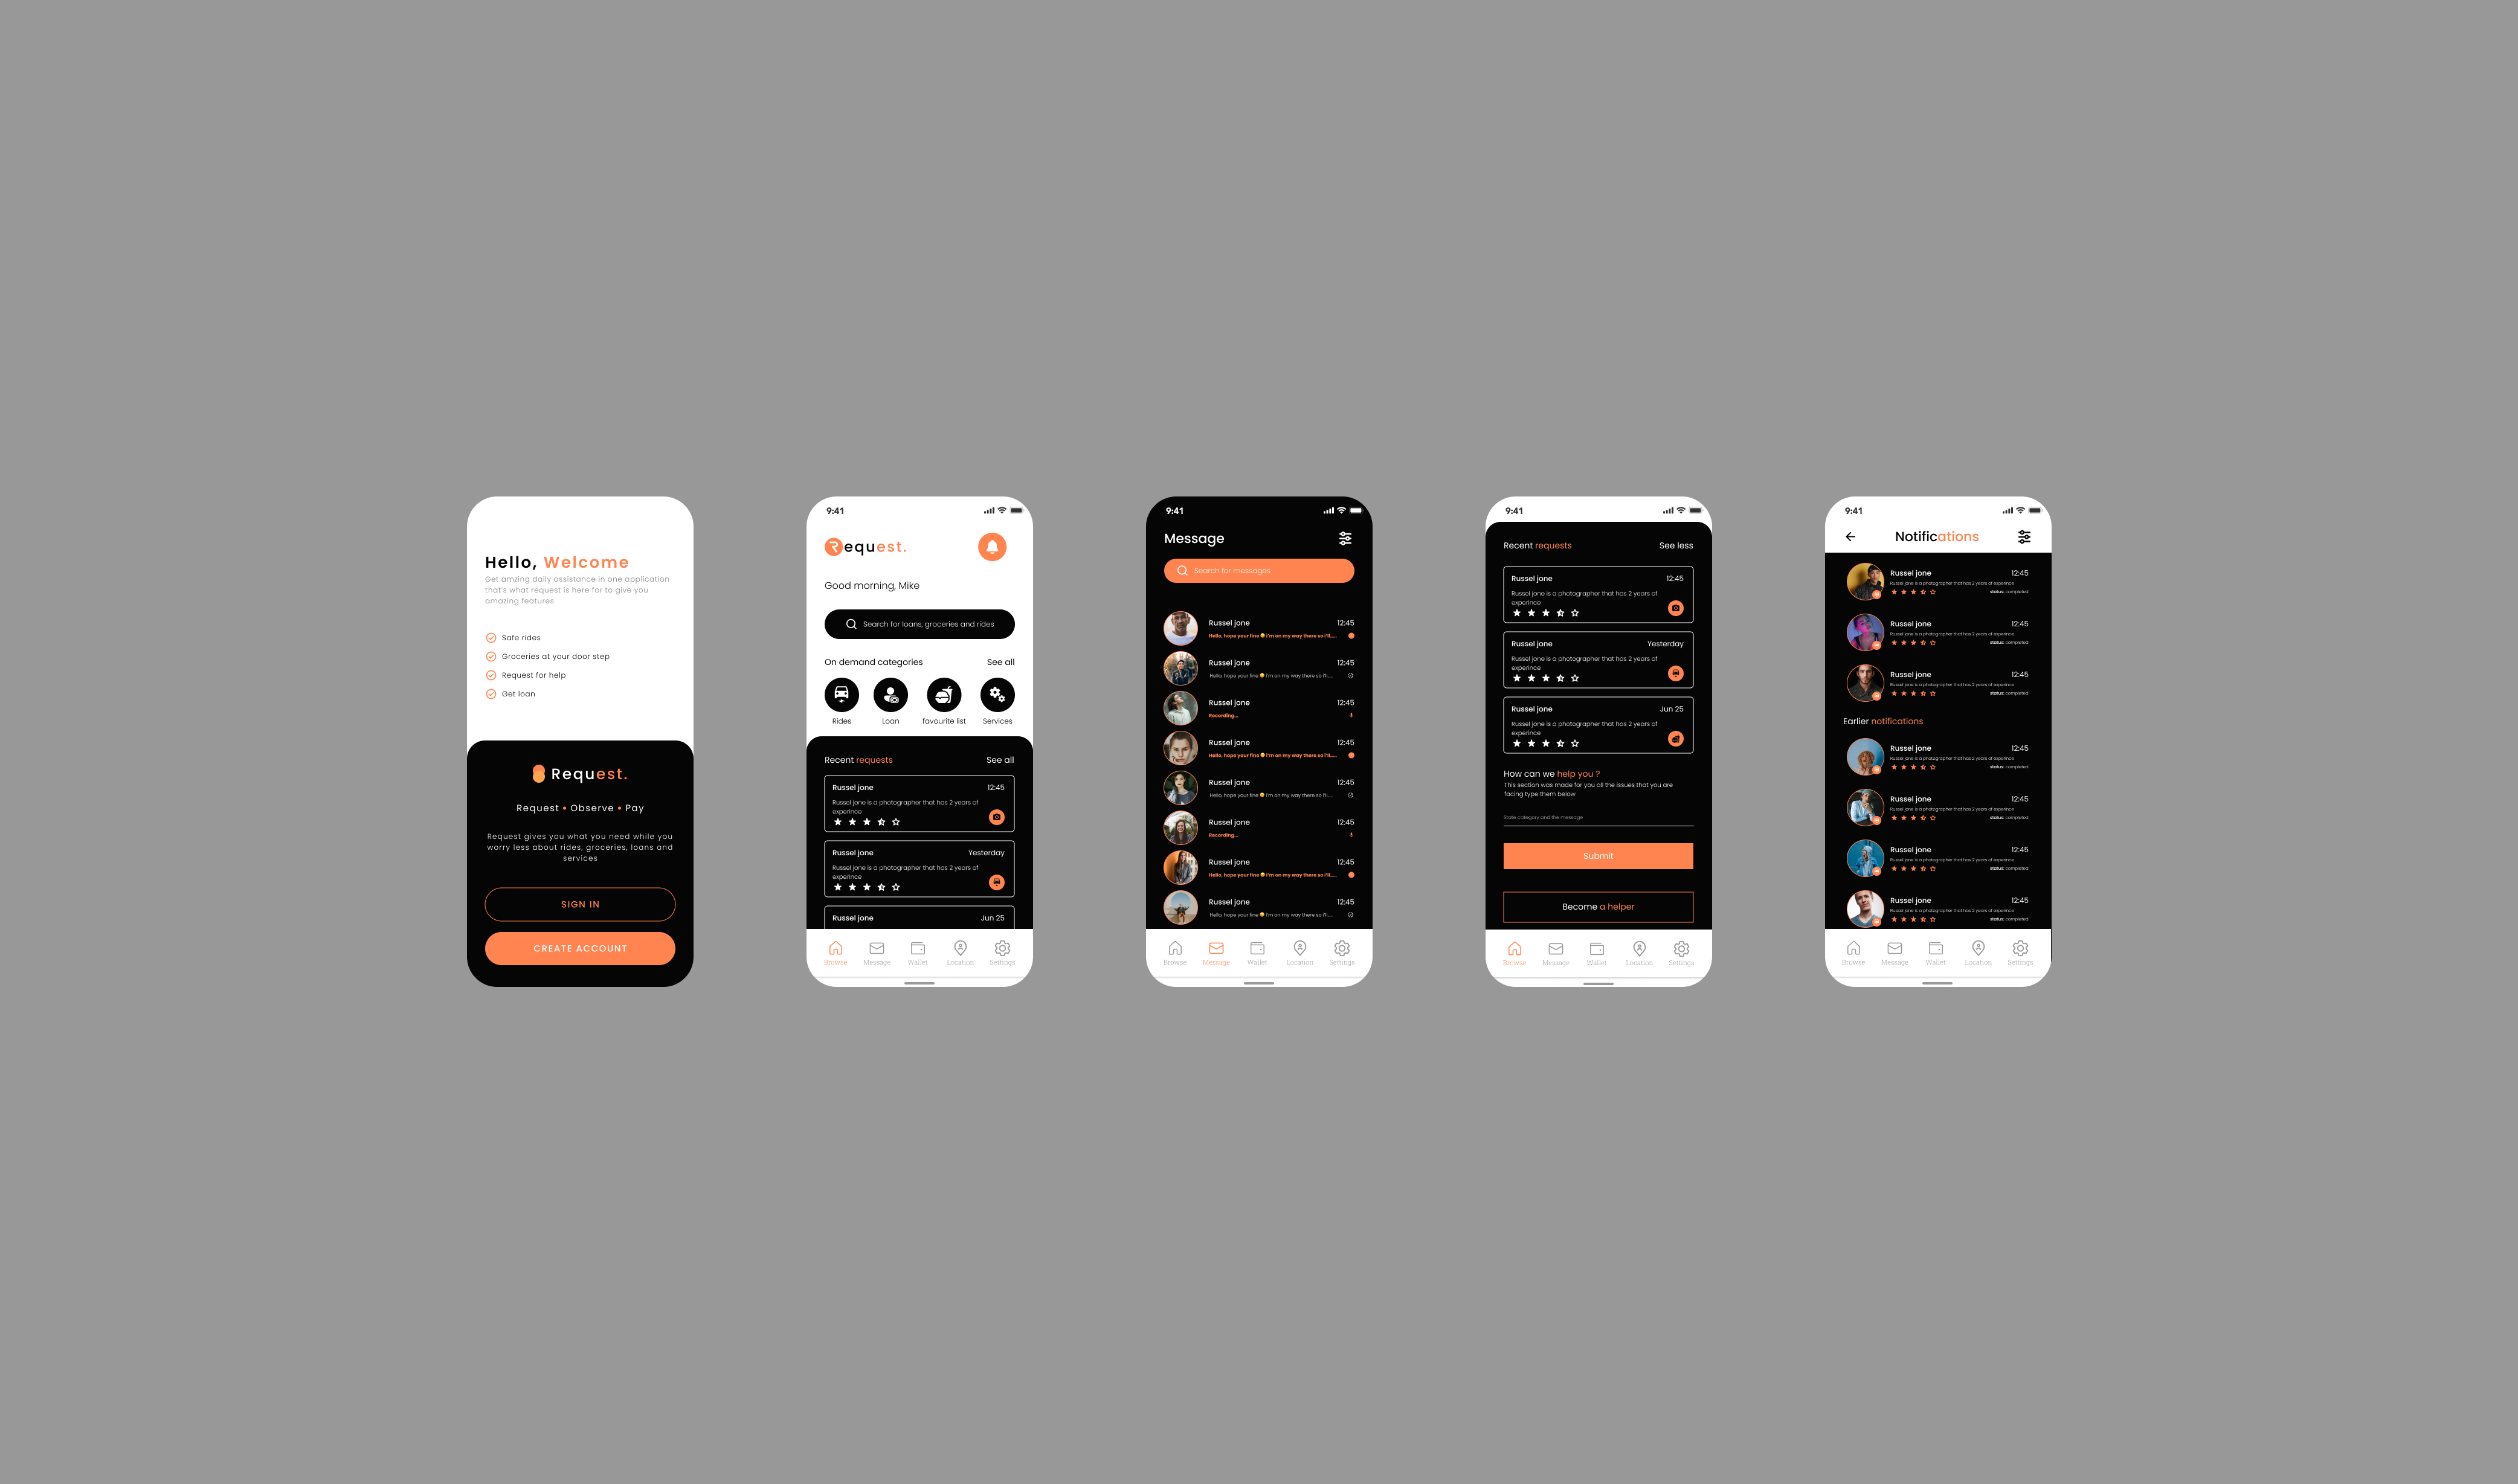 Hello, Welcome
Get amzing daily assistance in one application
that's what request is here for to give you
amazing features
Safe rides
Groceries at your door step
Request for help
Get loan
Request.
Request • Observe • Pay
Request gives you what you need while you
worry less about rides, groceries, loans and
services
SIGN IN
CREATE ACCOUNT
9:41
Request.
Good morning, Mike
Search for loans, groceries and rides
On demand categories See all
Rides Loan favourite list Services
Recent requests See all
Russel jone 12:45
Russel jone is a photographer that has 2 years of
experince
Russel jone Yesterday
Russel jone is a photographer that has 2 years of
experince
Russel jone Jun 25
Browse Message Wallet Location Settings
9:41
Message
Search for messages
Russel jone 12:45
Hello, hope your fine 😊 I'm on my way there so I'll.....
Russel jone 12:45
Hello, hope your fine 😊 I'm on my way there so I'll.....
Russel jone 12:45
Recording...
Russel jone 12:45
Hello, hope your fine 😊 I'm on my way there so I'll.....
Russel jone 12:45
Hello, hope your fine 😊 I'm on my way there so I'll.....
Russel jone 12:45
Recording...
Russel jone 12:45
Hello, hope your fine 😊 I'm on my way there so I'll.....
Russel jone 12:45
Hello, hope your fine 😊 I'm on my way there so I'll.....
Browse Message Wallet Location Settings
9:41
Recent requests See less
Russel jone 12:45
Russel jone is a photographer that has 2 years of
experince
Russel jone Yesterday
Russel jone is a photographer that has 2 years of
experince
Russel jone Jun 25
Russel jone is a photographer that has 2 years of
experince
How can we help you ?
This section was made for you all the issues that you are
facing type them below
State category and the message
Submit
Become a helper
Browse Message Wallet Location Settings
9:41
Notifications
Russel jone 12:45
Russel jone is a photographer that has 2 years of experince
status: completed
Russel jone 12:45
Russel jone is a photographer that has 2 years of experince
status: completed
Russel jone 12:45
Russel jone is a photographer that has 2 years of experince
status: completed
Earlier notifications
Russel jone 12:45
Russel jone is a photographer that has 2 years of experince
status: completed
Russel jone 12:45
Russel jone is a photographer that has 2 years of experince
status: completed
Russel jone 12:45
Russel jone is a photographer that has 2 years of experince
status: completed
Russel jone 12:45
Russel jone is a photographer that has 2 years of experince
status: completed
Browse Message Wallet Location Settings